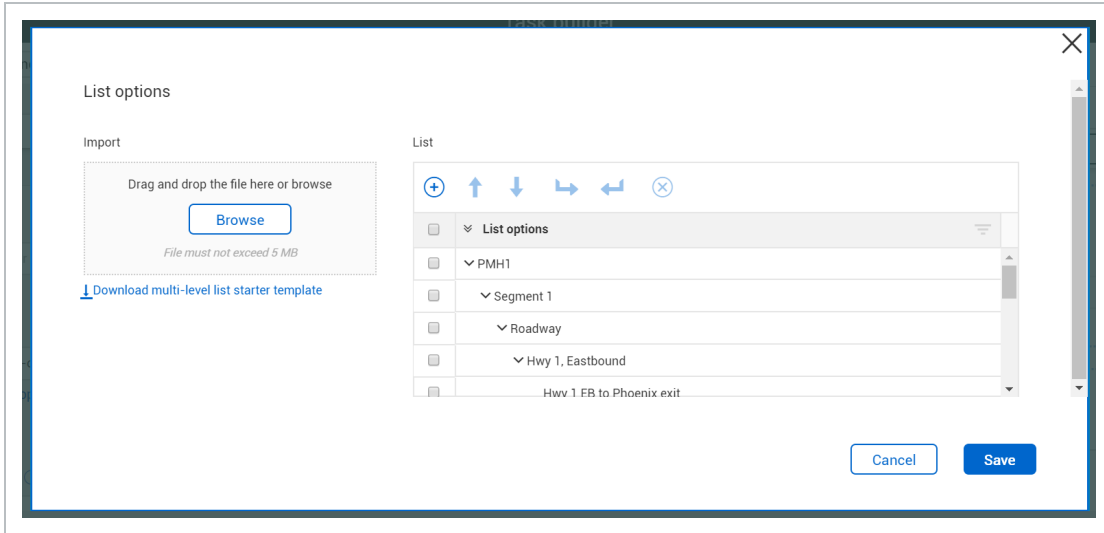 Task builder
List options
Import
List
Drag and drop the file here or browse
Browse
File must not exceed 5 MB
Download multi-level list starter template
List options
PMH1
Segment 1
Roadway
Hwy 1, Eastbound
Hwy 1 EB to Phoenix exit
Cancel
Save